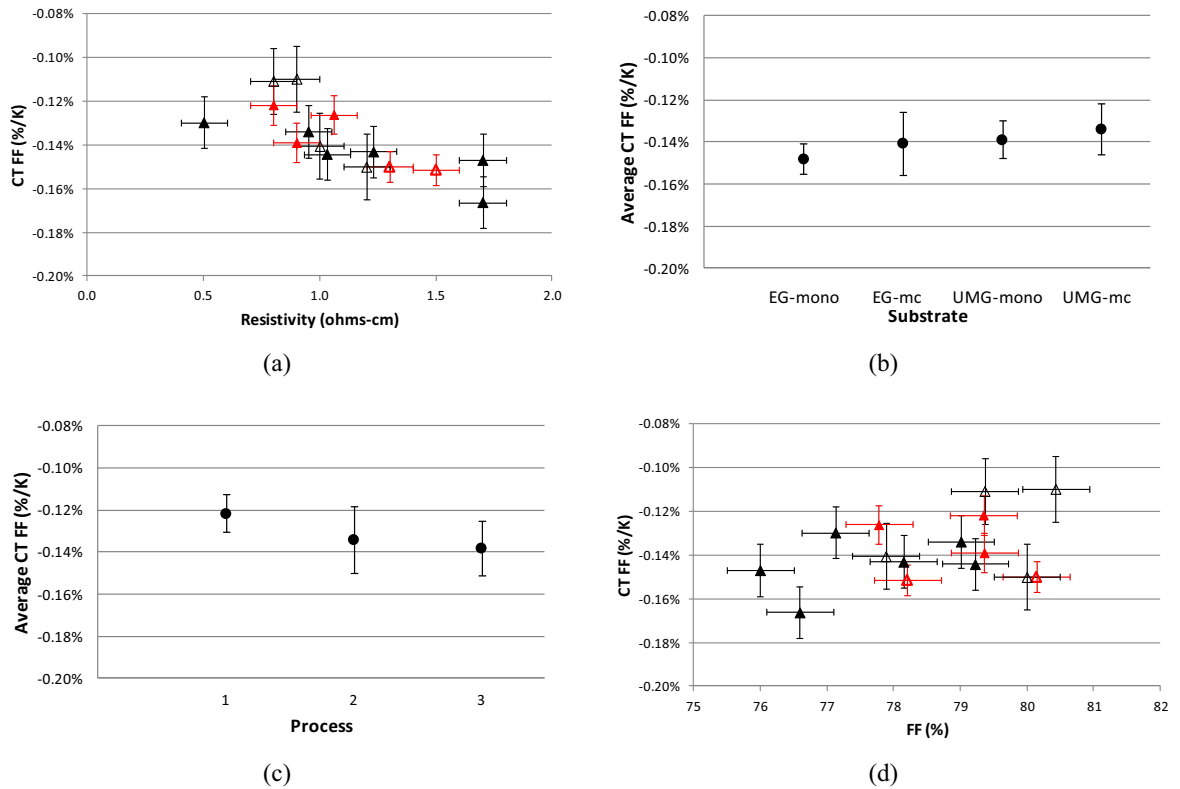 -0.08%
-0.10%
-0.12%
-0.14%
-0.16%
-0.18%
-0.20%
CT FF (%/K)
0.0 0.5 1.0 1.5 2.0
Resistivity (ohms-cm)
(a)
-0.08%
-0.10%
-0.12%
-0.14%
-0.16%
-0.18%
-0.20%
Average CT FF (%/K)
EG-mono EG-mc UMG-mono UMG-mc
Substrate
(b)
-0.08%
-0.10%
-0.12%
-0.14%
-0.16%
-0.18%
-0.20%
Average CT FF (%/K)
1 2 3
Process
(c)
-0.08%
-0.10%
-0.12%
-0.14%
-0.16%
-0.18%
-0.20%
CT FF (%/K)
75 76 77 78 79 80 81 82
FF (%)
(d)